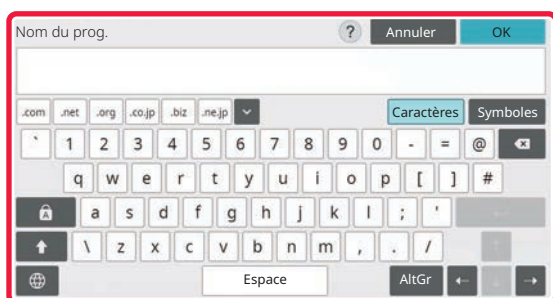 Nom du prog. ? Annuler OK
.com .net .org .co.jp .biz .ne.jp Caractères Symboles
` 1 2 3 4 5 6 7 8 9 0 - = @
q w e r t y u i o p [ ] #
A a s d f g h j k l ; '
\ z x c v b n m , . /
Espace AltGr